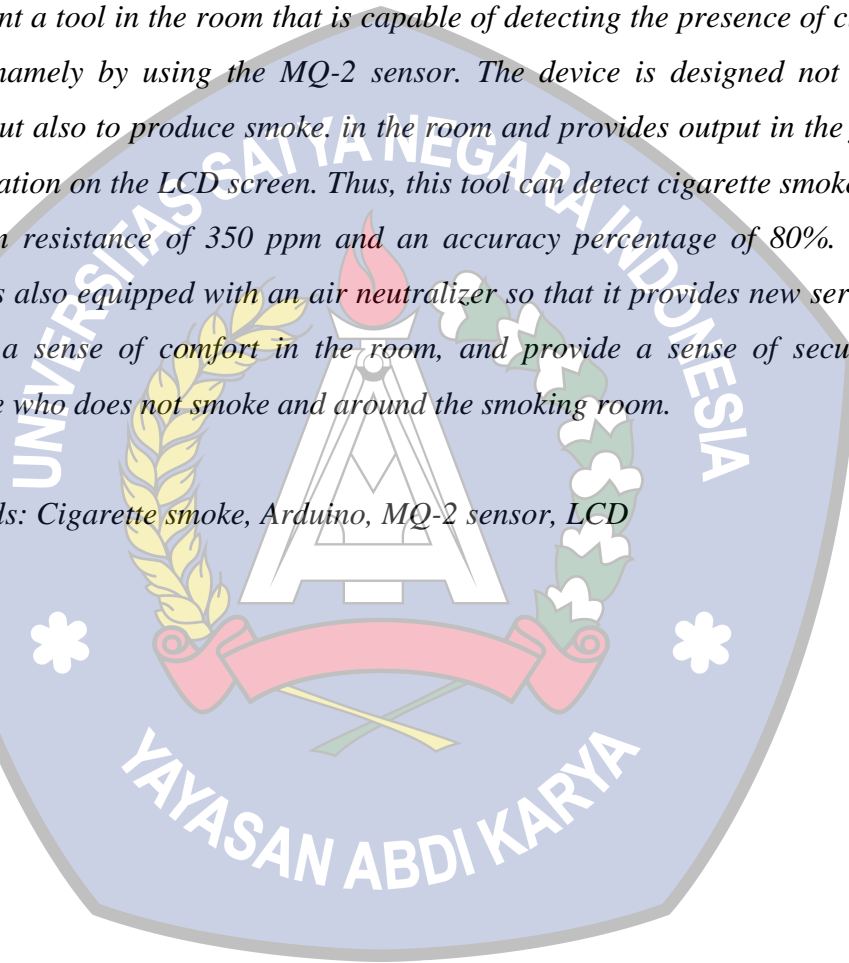 nt a tool in the room that is capable of detecting the presence of c
namely by using the MQ-2 sensor. The device is designed not
ut also to produce smoke. in the room and provides output in the
ation on the LCD screen. Thus, this tool can detect cigarette smoke
n resistance of 350 ppm and an accuracy percentage of 80%.
s also equipped with an air neutralizer so that it provides new ser
a sense of comfort in the room, and provide a sense of secu
e who does not smoke and around the smoking room.
ds: Cigarette smoke, Arduino, MQ-2 sensor, LCD
UNIVERSITAS SATYA NEGARA INDONESIA
YAYASAN ABDI KARYA